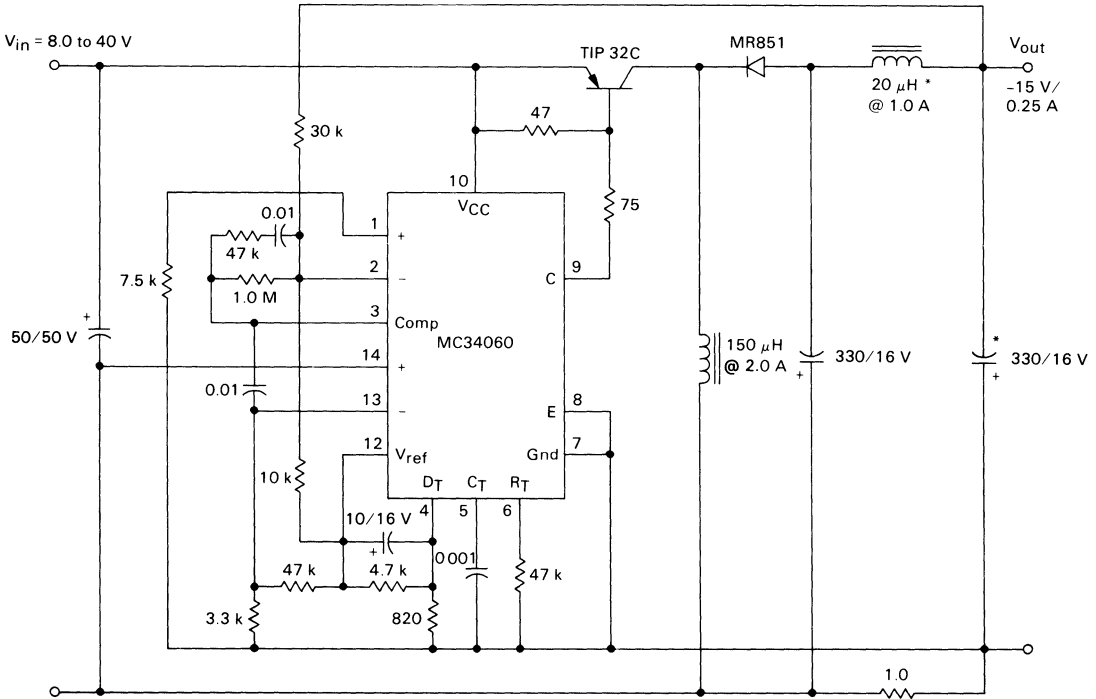 V_in = 8.0 to 40 V
TIP 32C
MR851
V_out
20 μH *
@ 1.0 A
-15 V/
0.25 A
47
30 k
10
V_CC
75
0.01
47 k
1
+
7.5 k
2
−
C
9
1.0 M
3
Comp
MC34060
+
50/50 V
14
+
150 μH
@ 2.0 A
330/16 V
+
*
330/16 V
+
0.01
13
−
E
8
12
V_ref
Gnd
7
10 k
D_T
C_T
R_T
4
5
6
10/16 V
+
0 001
47 k
47 k
4.7 k
3.3 k
820
1.0